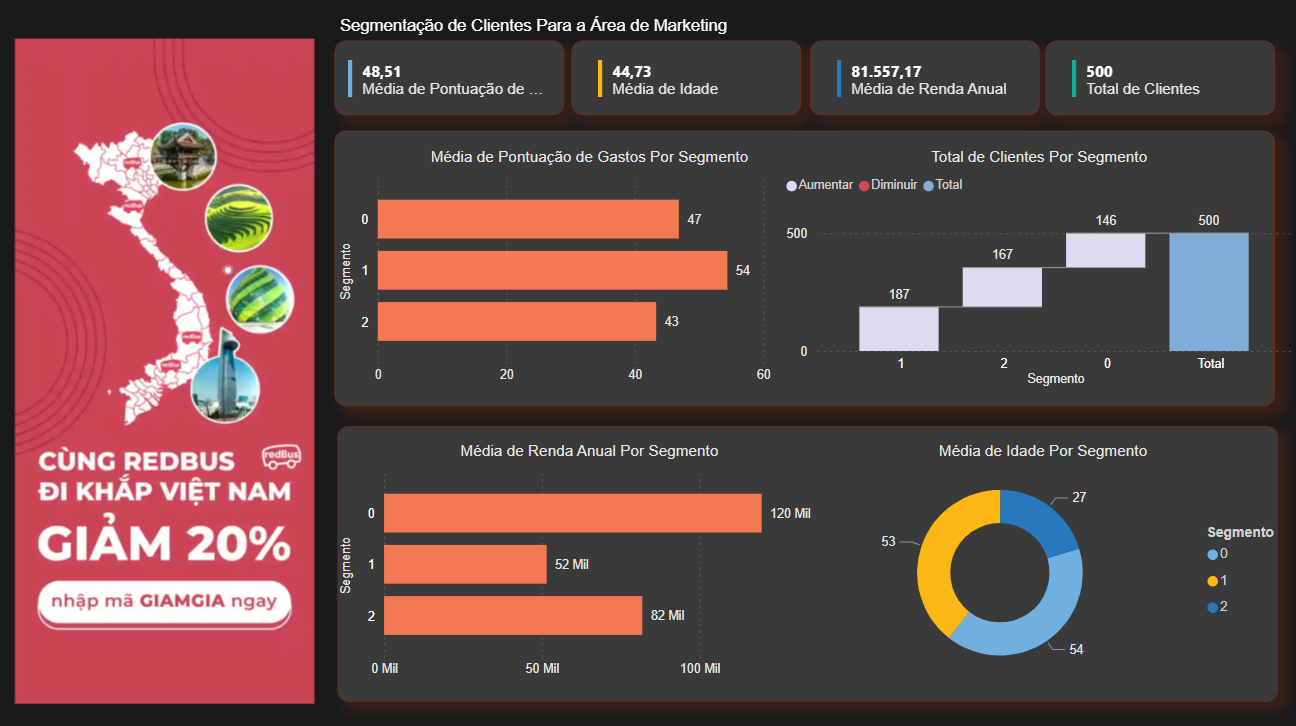 Segmentação de Clientes Para a Área de Marketing
48,51
Média de Pontuação de ...
44,73
Média de Idade
81.557,17
Média de Renda Anual
500
Total de Clientes
redBus
redBus
redBus
redBus
CÙNG REDBUS
redBus
ĐI KHẮP VIỆT NAM
GIẢM 20%
nhập mã GIAMGIA ngay
Média de Pontuação de Gastos Por Segmento
Segmento
0
47
1
54
2
43
0 20 40 60
Total de Clientes Por Segmento
Aumentar Diminuir Total
500
0
187
167
146
500
1 2 0 Total
Segmento
Média de Renda Anual Por Segmento
Segmento
0
120 Mil
1
52 Mil
2
82 Mil
0 Mil 50 Mil 100 Mil
Média de Idade Por Segmento
27
53
54
Segmento
0
1
2